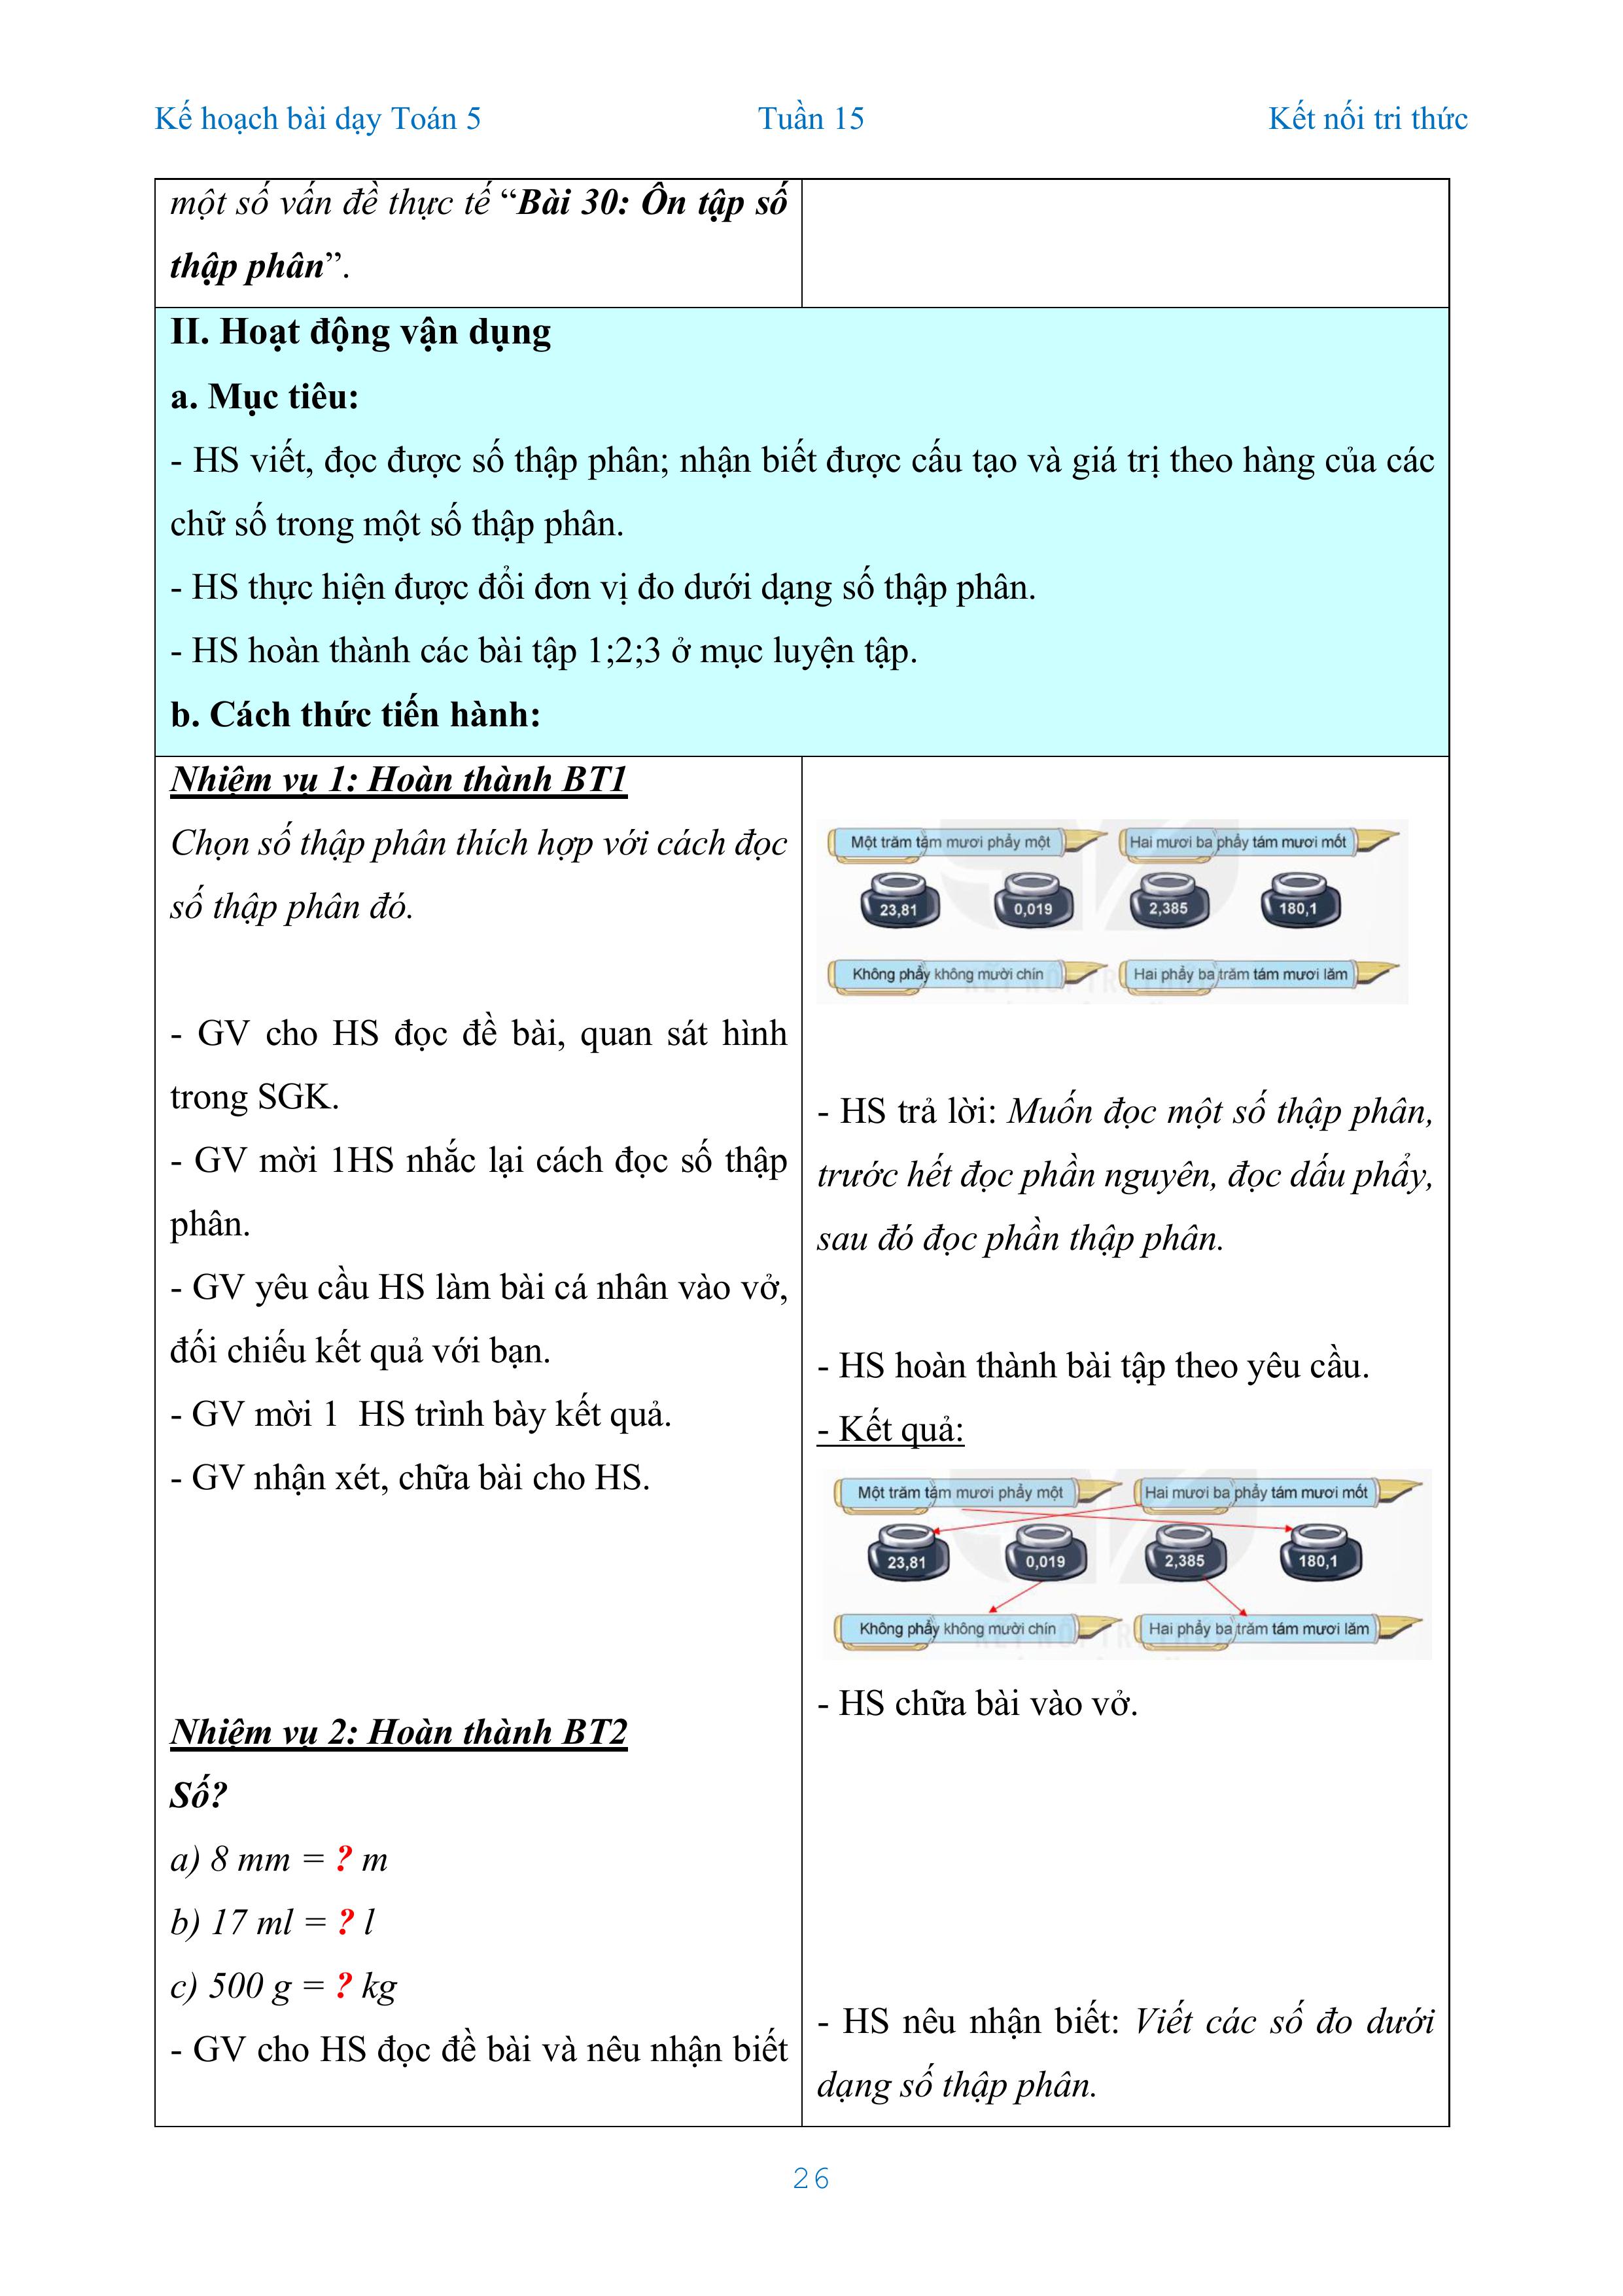 Kế hoạch bài dạy Toán 5 Tuần 15 Kết nối tri thức
một số vấn đề thực tế “Bài 30: Ôn tập số
thập phân”.
II. Hoạt động vận dụng
a. Mục tiêu:
- HS viết, đọc được số thập phân; nhận biết được cấu tạo và giá trị theo hàng của các
chữ số trong một số thập phân.
- HS thực hiện được đổi đơn vị đo dưới dạng số thập phân.
- HS hoàn thành các bài tập 1;2;3 ở mục luyện tập.
b. Cách thức tiến hành:
Nhiệm vụ 1: Hoàn thành BT1
Chọn số thập phân thích hợp với cách đọc
số thập phân đó.
- GV cho HS đọc đề bài, quan sát hình
trong SGK.
- GV mời 1HS nhắc lại cách đọc số thập
phân.
- GV yêu cầu HS làm bài cá nhân vào vở,
đối chiếu kết quả với bạn.
- GV mời 1 HS trình bày kết quả.
- GV nhận xét, chữa bài cho HS.
Nhiệm vụ 2: Hoàn thành BT2
Số?
a) 8 mm = ? m
b) 17 ml = ? l
c) 500 g = ? kg
- GV cho HS đọc đề bài và nêu nhận biết
Một trăm tám mươi phẩy một Hai mươi ba phẩy tám mươi mốt
23,81 0,019 2,385 180,1
Không phẩy không mười chín Hai phẩy ba trăm tám mươi lăm
- HS trả lời: Muốn đọc một số thập phân,
trước hết đọc phần nguyên, đọc dấu phẩy,
sau đó đọc phần thập phân.
- HS hoàn thành bài tập theo yêu cầu.
- Kết quả:
Một trăm tám mươi phẩy một Hai mươi ba phẩy tám mươi mốt
23,81 0,019 2,385 180,1
Không phẩy không mười chín Hai phẩy ba trăm tám mươi lăm
- HS chữa bài vào vở.
- HS nêu nhận biết: Viết các số đo dưới
dạng số thập phân.
26